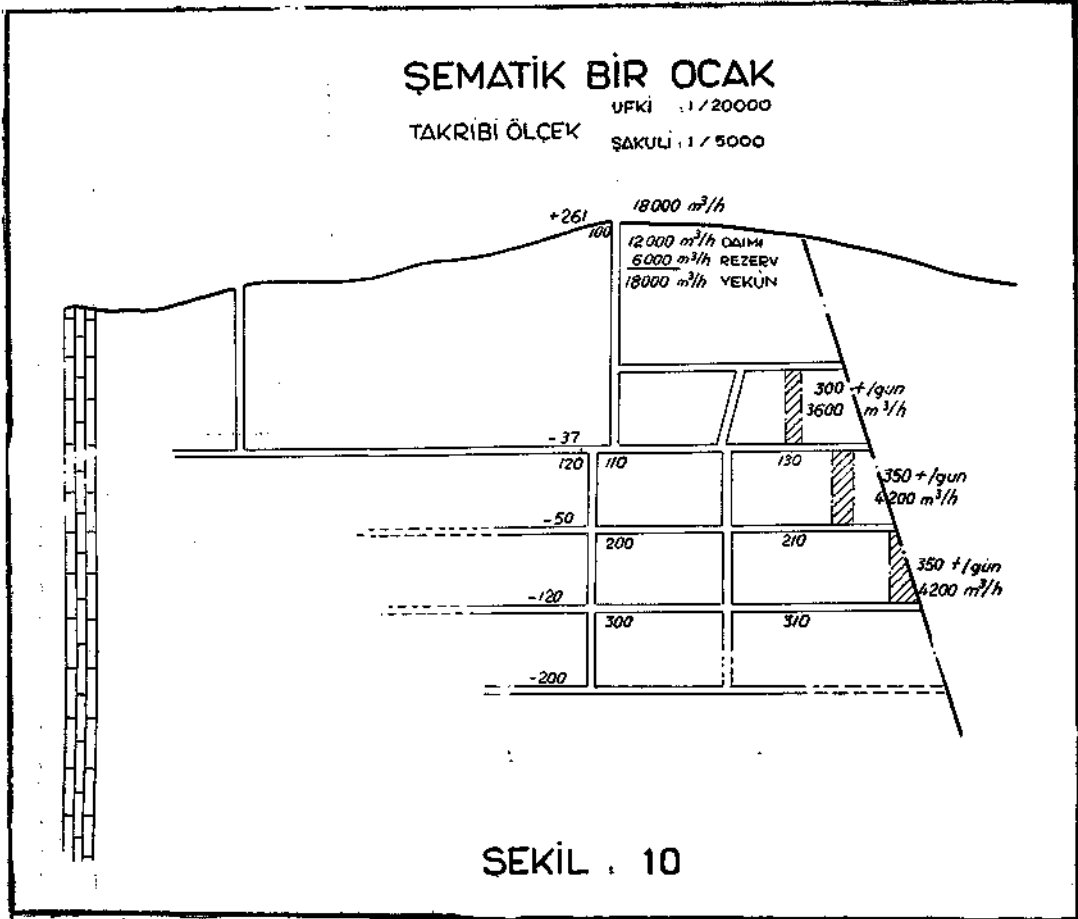 ŞEMATİK BİR OCAK
TAKRİBİ ÖLÇEK
UFKİ : 1/20000
ŞAKULİ : 1/5000
+261
18000 m³/h
100
12000 m³/h DAİMİ
6000 m³/h REZERV
18000 m³/h YEKÜN
300 t/gün
3600 m³/h
-37
120
110
130
350 t/gün
4200 m³/h
-50
200
210
350 t/gün
4200 m³/h
-120
300
310
-200
ŞEKİL : 10